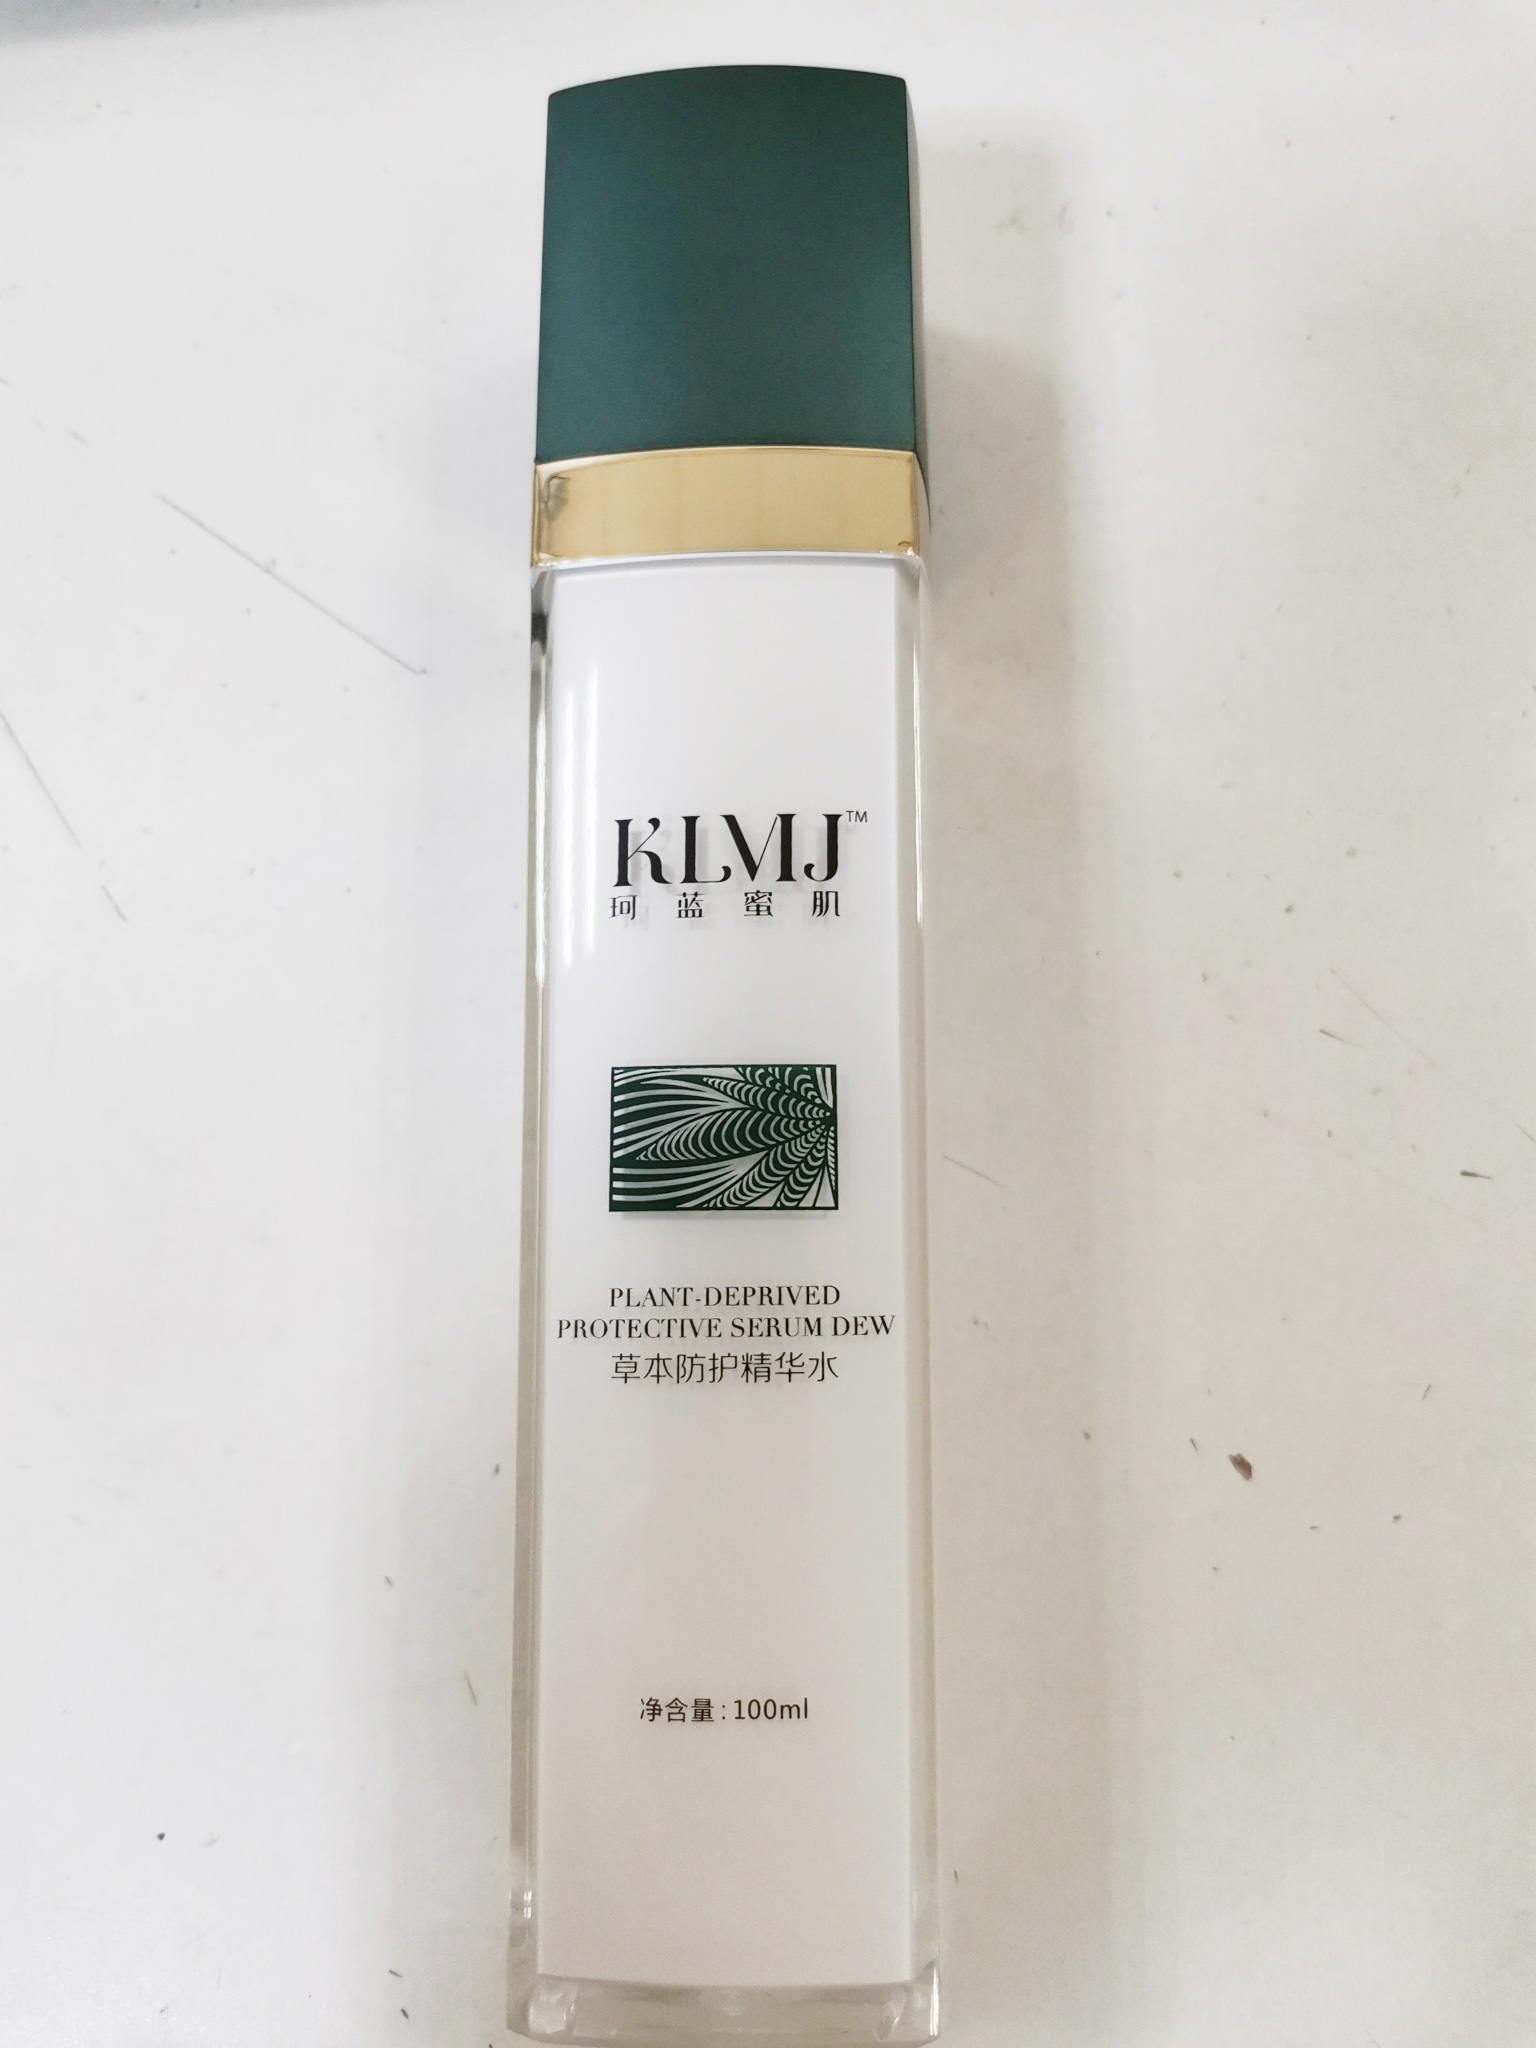 KLMJ™
珂蓝蜜肌
PLANT-DEPRIVED
PROTECTIVE SERUM DEW
草本防护精华水
净含量:100ml